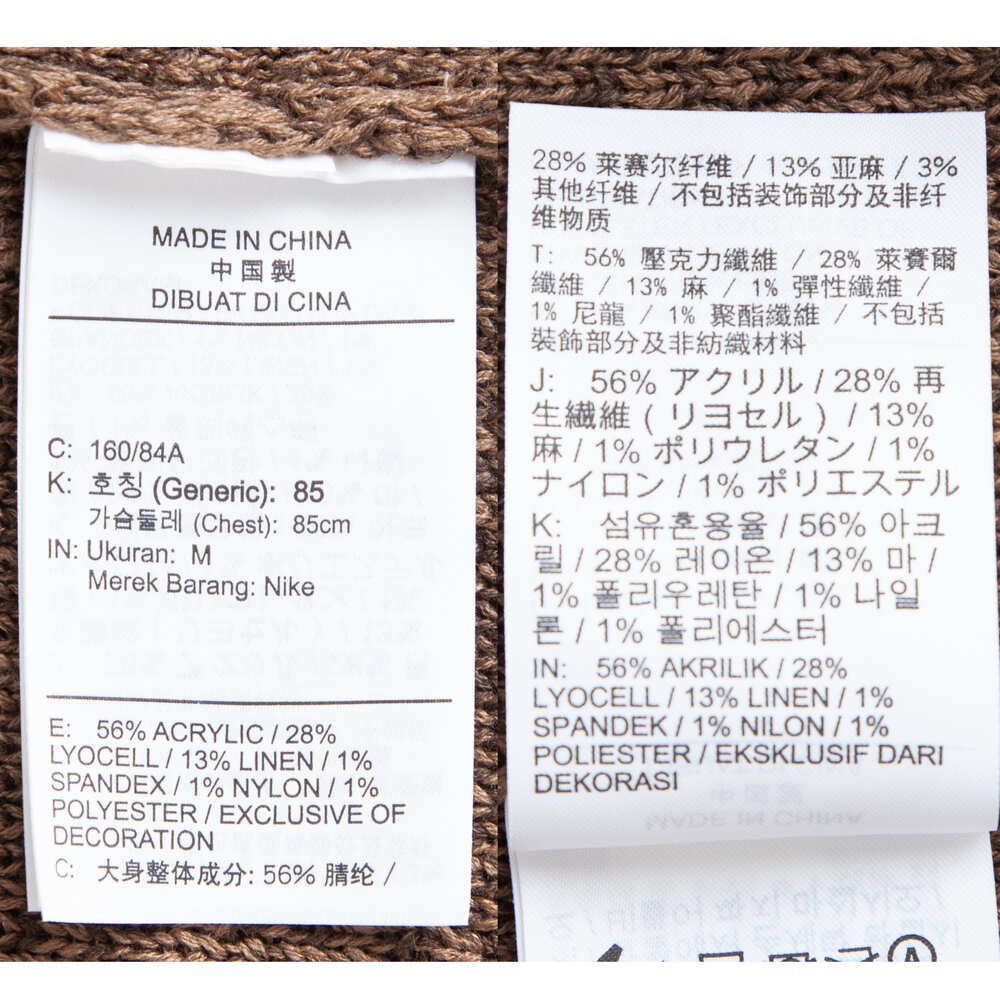 MADE IN CHINA
中国製
DIBUAT DI CINA
C: 160/84A
K: 호칭 (Generic): 85
가슴둘레 (Chest): 85cm
IN: Ukuran: M
Merek Barang: Nike
E: 56% ACRYLIC / 28%
LYOCELL / 13% LINEN / 1%
SPANDEX / 1% NYLON / 1%
POLYESTER / EXCLUSIVE OF
DECORATION
C: 大身整体成分: 56% 腈纶 /
28% 莱赛尔纤维 / 13% 亚麻 / 3%
其他纤维 / 不包括装饰部分及非纤
维物质
T: 56% 壓克力纖維 / 28% 萊賽爾
纖維 / 13% 麻 / 1% 彈性纖維 /
1% 尼龍 / 1% 聚酯纖維 / 不包括
裝飾部分及非紡織材料
J: 56% アクリル / 28% 再
生繊維 ( リヨセル ) / 13%
麻 / 1% ポリウレタン / 1%
ナイロン / 1% ポリエステル
K: 섬유혼용율 / 56% 아크
릴 / 28% 레이온 / 13% 마 /
1% 폴리우레탄 / 1% 나일
론 / 1% 폴리에스터
IN: 56% AKRILIK / 28%
LYOCELL / 13% LINEN / 1%
SPANDEK / 1% NILON / 1%
POLIESTER / EKSKLUSIF DARI
DEKORASI